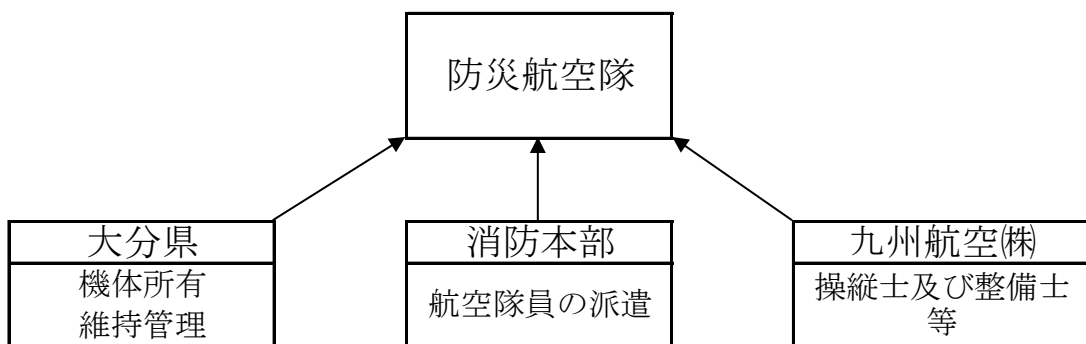 防災航空隊
大分県
機体所有
維持管理
消防本部
航空隊員の派遣
九州航空㈱
操縦士及び整備士
等